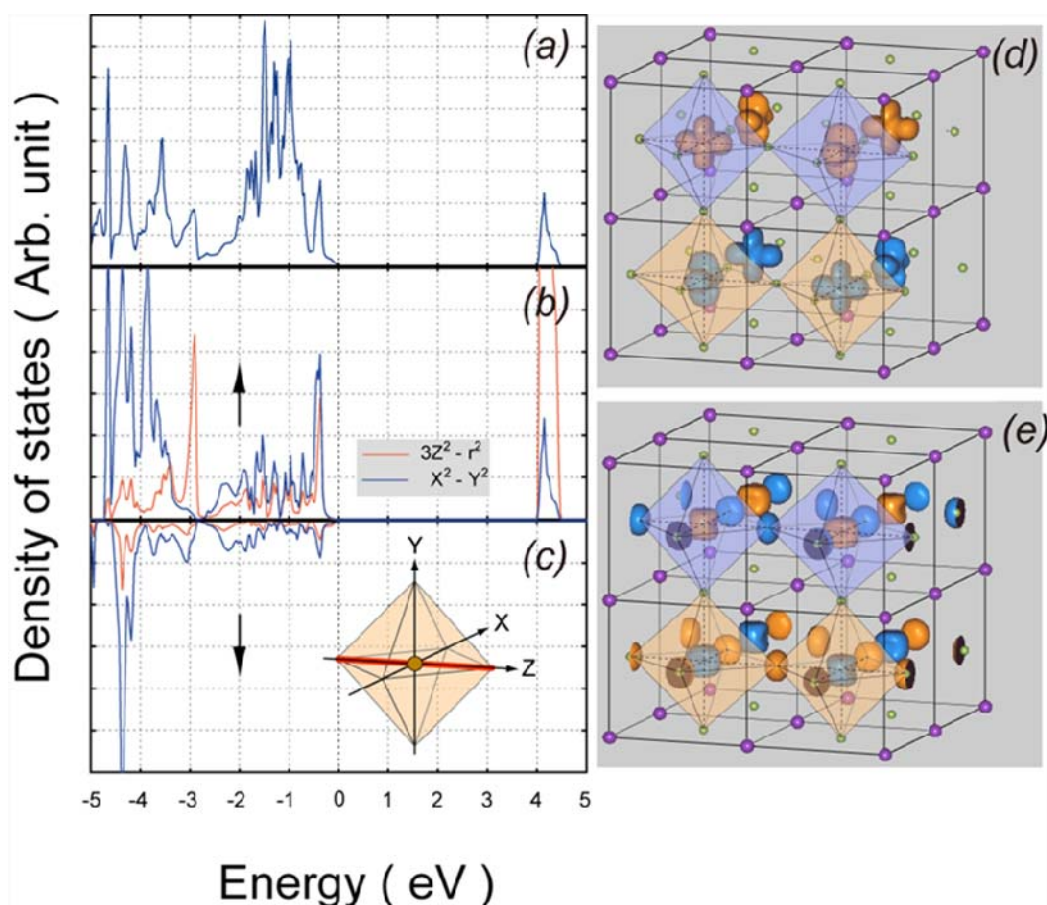 Density of states ( Arb. unit )
(a)
(b)
3Z² - r²
X² - Y²
(c)
Y
X
Z
-5 -4 -3 -2 -1 0 1 2 3 4 5
Energy ( eV )
(d)
(e)